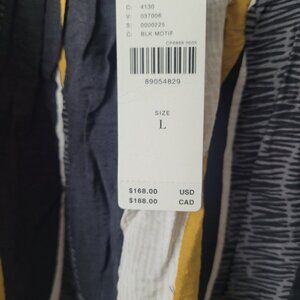 D: 4130
V: 037006
S: 0000225
C: BLK MOTIF
89054829
SIZE
L
$168.00 USD
$188.00 CAD